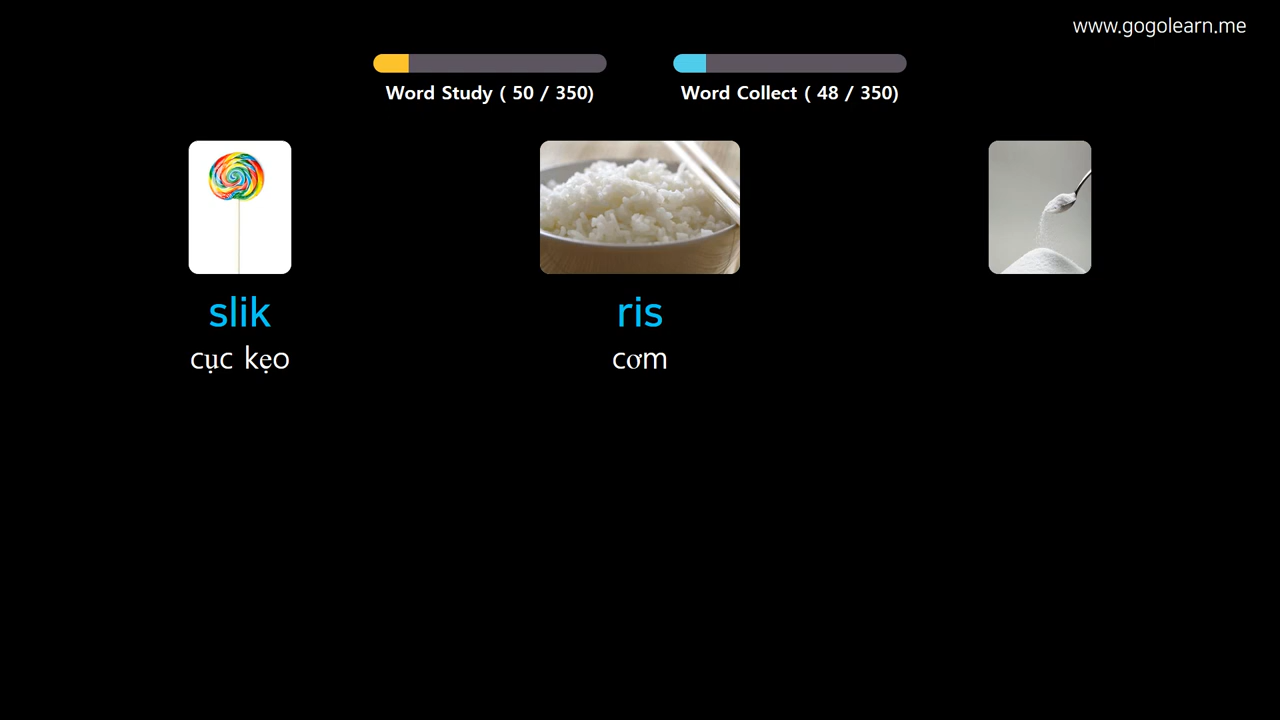 www.gogolearn.me
Word Study ( 50 / 350)
Word Collect ( 48 / 350)
slik
ris
cục kẹo
cơm